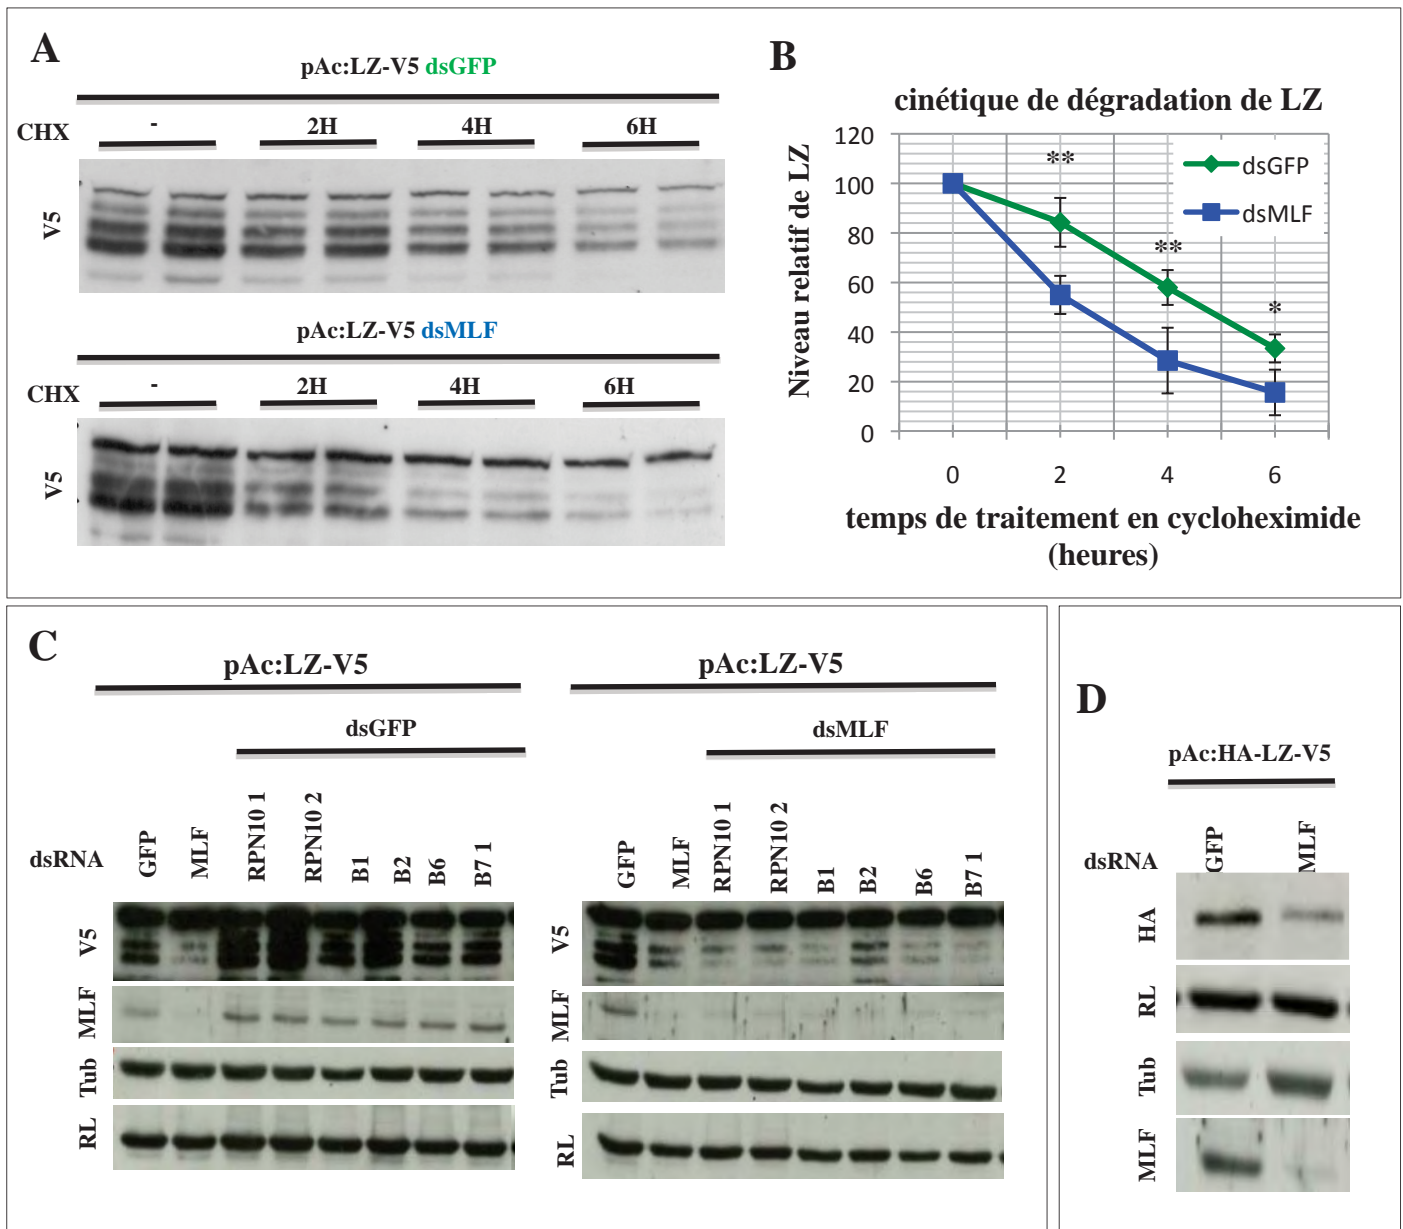 A
pAc:LZ-V5 dsGFP
CHX - 2H 4H 6H
V5
pAc:LZ-V5 dsMLF
CHX - 2H 4H 6H
V5
B
cinétique de dégradation de LZ
Niveau relatif de LZ
120
100
80
60
40
20
0
** ** *
dsGFP
dsMLF
0 2 4 6
temps de traitement en cycloheximide
(heures)
C
pAc:LZ-V5
dsGFP
dsRNA GFP MLF RPN10 1 RPN10 2 B1 B2 B6 B7 1
V5
MLF
Tub
RL
pAc:LZ-V5
dsMLF
GFP MLF RPN10 1 RPN10 2 B1 B2 B6 B7 1
V5
MLF
Tub
RL
D
pAc:HA-LZ-V5
dsRNA GFP MLF
HA
RL
Tub
MLF